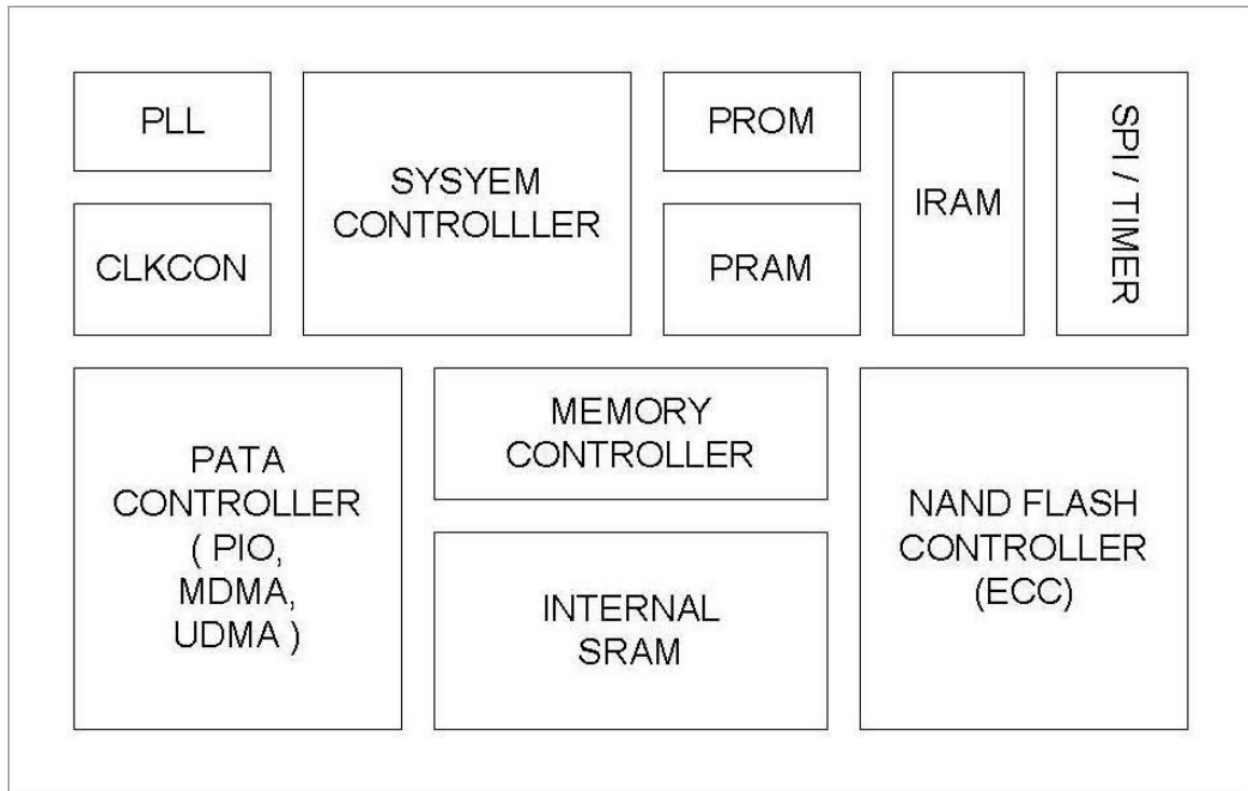 PLL
SYSYEM
CONTROLLLER
PROM
IRAM
SPI / TIMER
CLKCON
PRAM
PATA
CONTROLLER
( PIO,
MDMA,
UDMA )
MEMORY
CONTROLLER
INTERNAL
SRAM
NAND FLASH
CONTROLLER
(ECC)